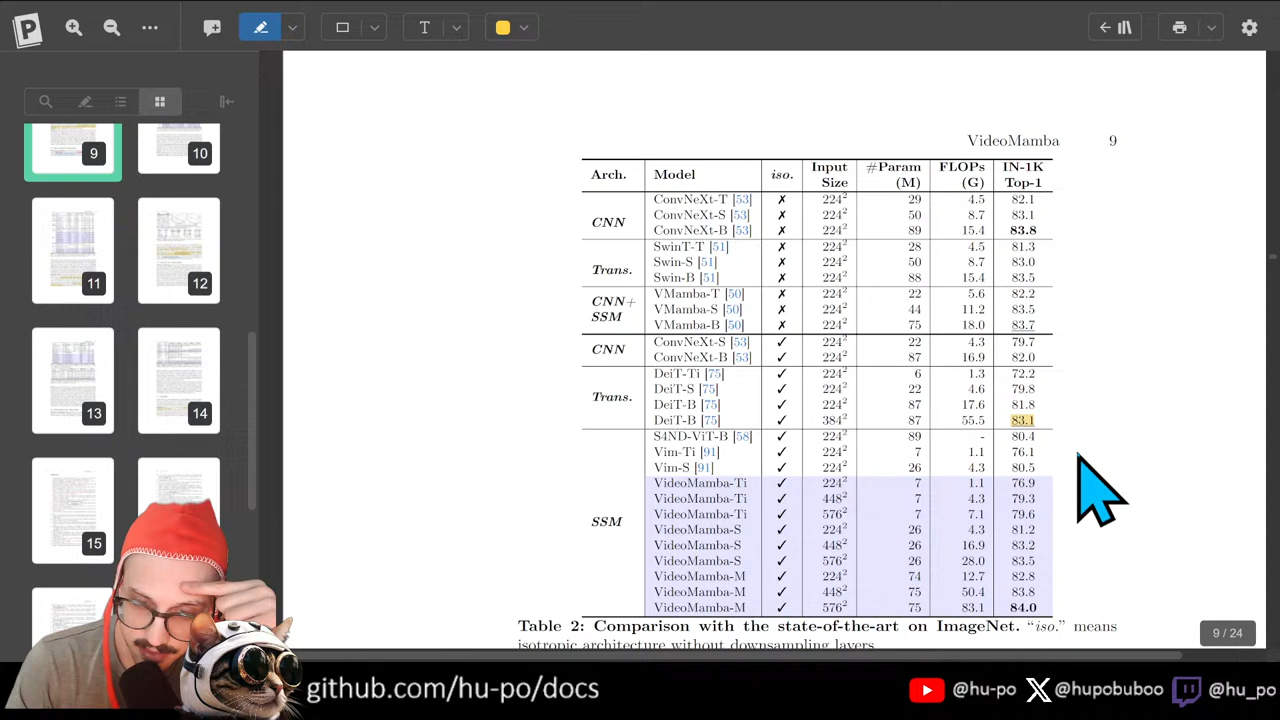 T
9
10
11
12
13
14
15
VideoMamba 9
Arch. Model iso. Input Size #Param (M) FLOPs (G) IN-1K Top-1
CNN
ConvNeXt-T [53] ✗ 224² 29 4.5 82.1
ConvNeXt-S [53] ✗ 224² 50 8.7 83.1
ConvNeXt-B [53] ✗ 224² 89 15.4 83.8
Trans.
SwinT-T [51] ✗ 224² 28 4.5 81.3
Swin-S [51] ✗ 224² 50 8.7 83.0
Swin-B [51] ✗ 224² 88 15.4 83.5
CNN+
SSM
VMamba-T [50] ✗ 224² 22 5.6 82.2
VMamba-S [50] ✗ 224² 44 11.2 83.5
VMamba-B [50] ✗ 224² 75 18.0 83.7
CNN
ConvNeXt-S [53] ✓ 224² 22 4.3 79.7
ConvNeXt-B [53] ✓ 224² 87 16.9 82.0
Trans.
DeiT-Ti [75] ✓ 224² 6 1.3 72.2
DeiT-S [75] ✓ 224² 22 4.6 79.8
DeiT-B [75] ✓ 224² 87 17.6 81.8
DeiT-B [75] ✓ 384² 87 55.5 83.1
SSM
S4ND-ViT-B [58] ✓ 224² 89 - 80.4
Vim-Ti [91] ✓ 224² 7 1.1 76.1
Vim-S [91] ✓ 224² 26 4.3 80.5
VideoMamba-Ti ✓ 224² 7 1.1 76.9
VideoMamba-Ti ✓ 448² 7 4.3 79.3
VideoMamba-Ti ✓ 576² 7 7.1 79.6
VideoMamba-S ✓ 224² 26 4.3 81.2
VideoMamba-S ✓ 448² 26 16.9 83.2
VideoMamba-S ✓ 576² 26 28.0 83.5
VideoMamba-M ✓ 224² 74 12.7 82.8
VideoMamba-M ✓ 448² 75 50.4 83.8
VideoMamba-M ✓ 576² 75 83.1 84.0
Table 2: Comparison with the state-of-the-art on ImageNet. “iso.” means
isotropic architecture without downsampling layers.
9 / 24
github.com/hu-po/docs
@hu-po
@hupobuboo
@hu_po